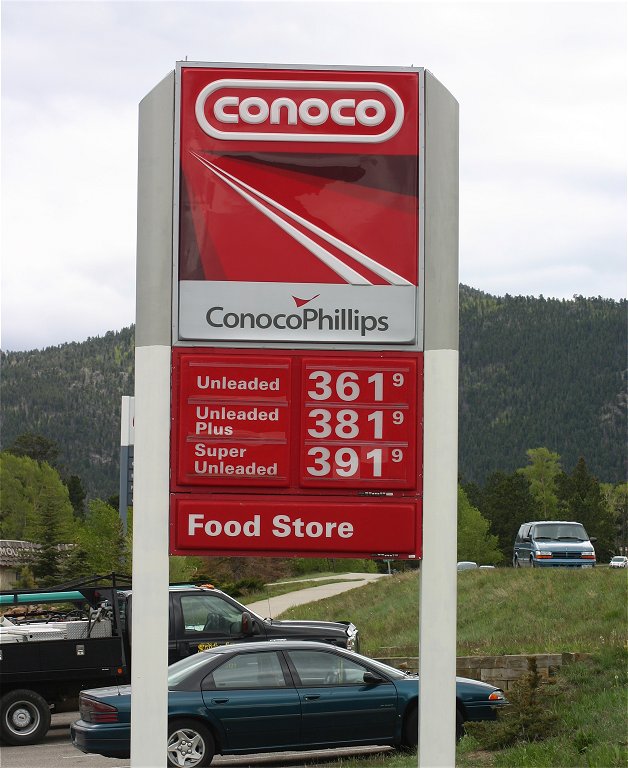 conoco
ConocoPhillips
Unleaded 361 9
Unleaded
Plus 381 9
Super
Unleaded 391 9
Food Store